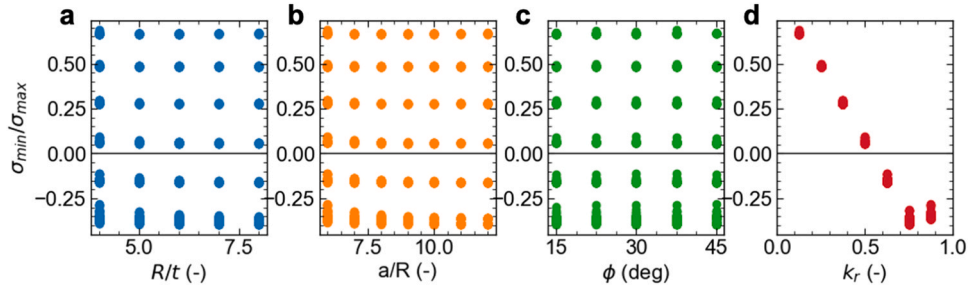 a b c d
σmin/σmax
0.50
0.25
0.00
−0.25
5.0 7.5 7.5 10.0 15 30 45 0.0 0.5 1.0
R/t (-) a/R (-) ϕ (deg) kr (-)